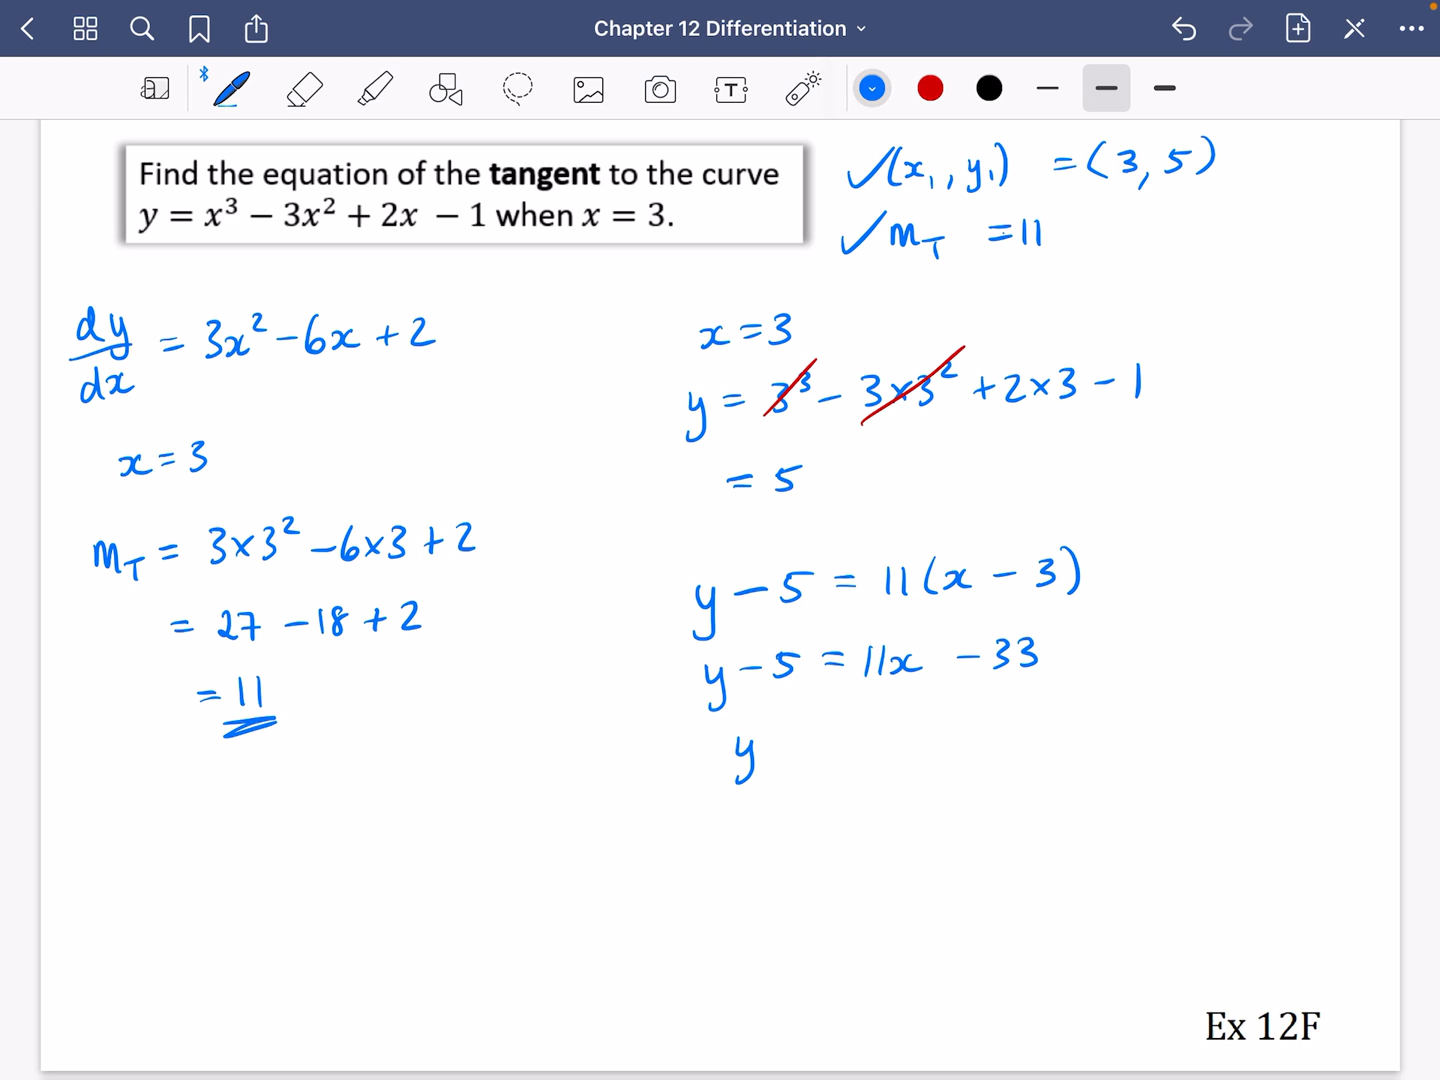 Chapter 12 Differentiation
Find the equation of the tangent to the curve
y = x³ − 3x² + 2x − 1 when x = 3.
✓(x₁, y₁) = (3, 5)
✓m_T = 11
dy/dx = 3x² − 6x + 2
x = 3
m_T = 3×3² − 6×3 + 2
= 27 − 18 + 2
= 11
x = 3
y = 3³ − 3×3² + 2×3 − 1
= 5
y − 5 = 11(x − 3)
y − 5 = 11x − 33
y
Ex 12F